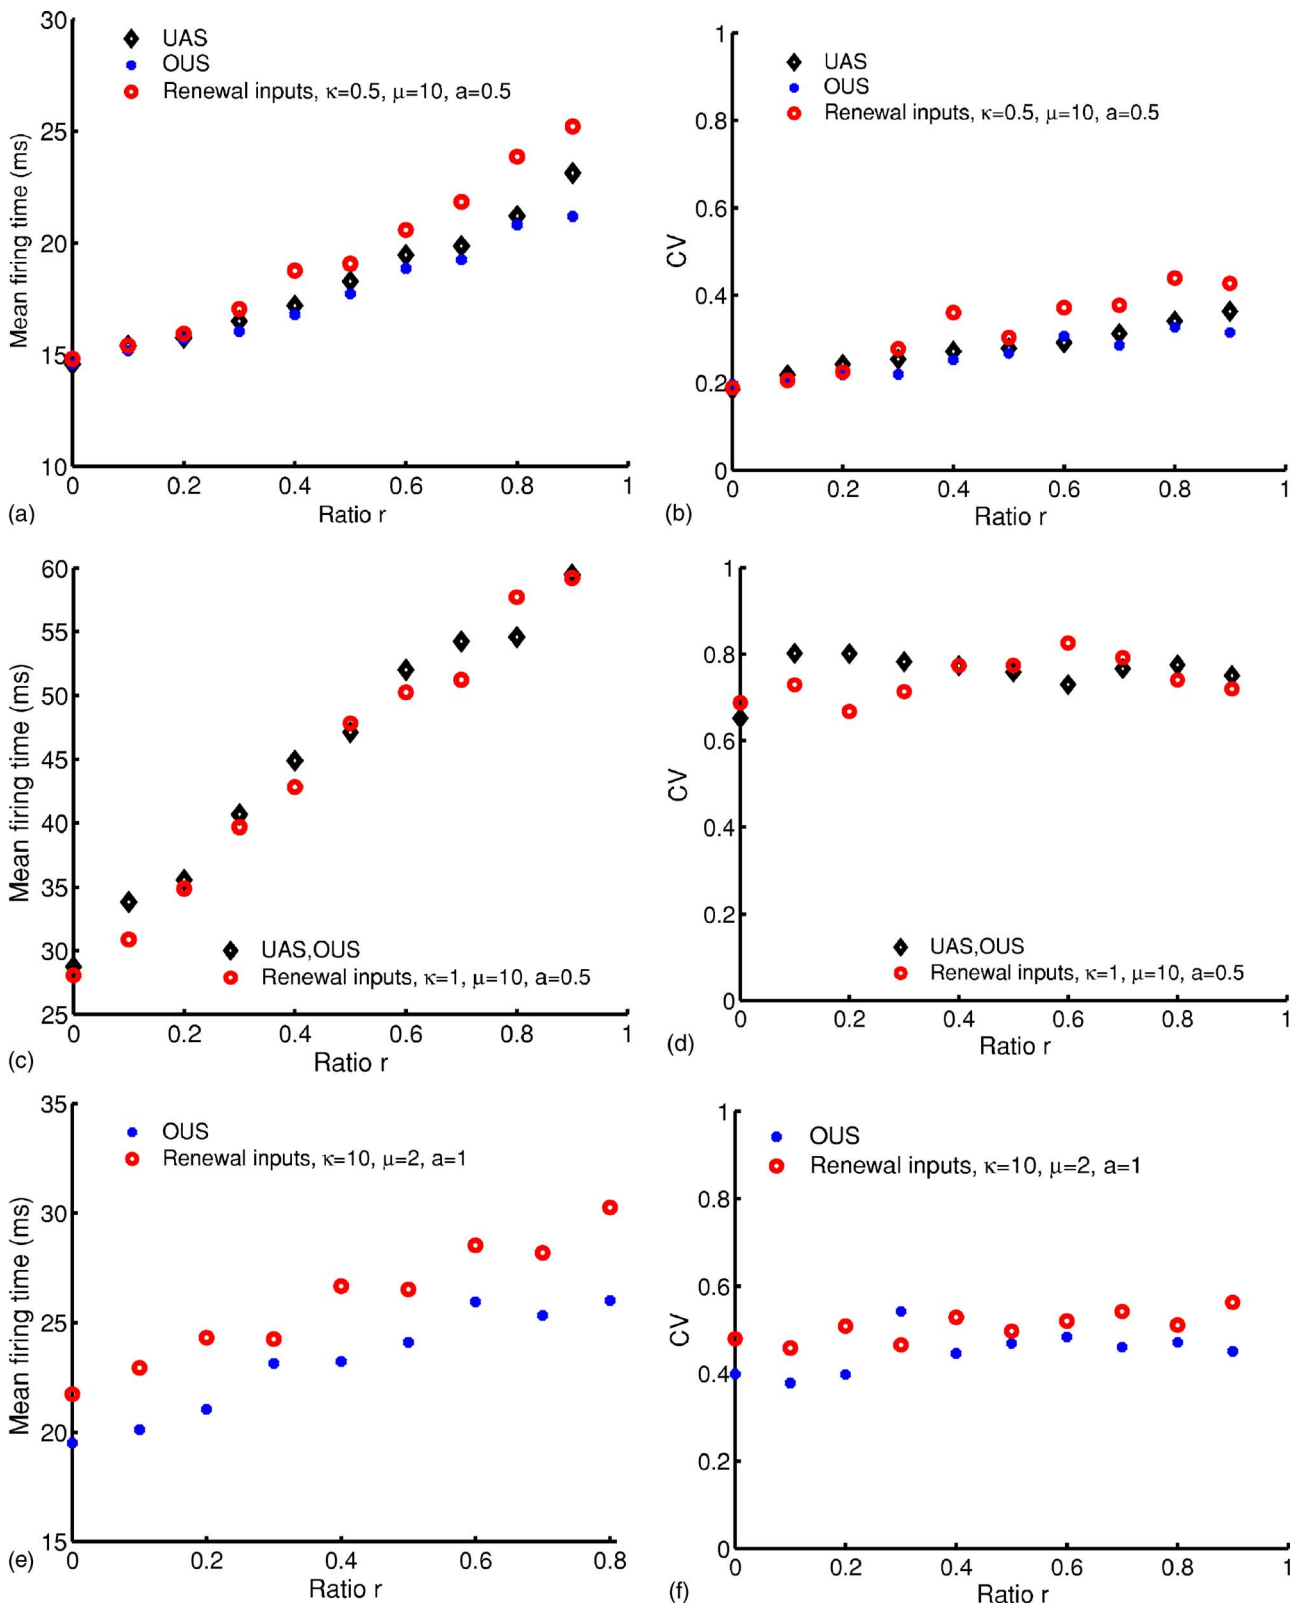 30
25
20
15
10
Mean firing time (ms)
UAS
OUS
Renewal inputs, κ=0.5, μ=10, a=0.5
0 0.2 0.4 0.6 0.8 1
Ratio r
(a)
1
0.8
0.6
0.4
0.2
0
CV
UAS
OUS
Renewal inputs, κ=0.5, μ=10, a=0.5
0 0.2 0.4 0.6 0.8 1
Ratio r
(b)
60
55
50
45
40
35
30
25
Mean firing time (ms)
UAS,OUS
Renewal inputs, κ=1, μ=10, a=0.5
0 0.2 0.4 0.6 0.8 1
Ratio r
(c)
1
0.8
0.6
0.4
0.2
0
CV
UAS,OUS
Renewal inputs, κ=1, μ=10, a=0.5
0 0.2 0.4 0.6 0.8 1
Ratio r
(d)
35
30
25
20
15
Mean firing time (ms)
OUS
Renewal inputs, κ=10, μ=2, a=1
0 0.2 0.4 0.6 0.8
Ratio r
(e)
1
0.8
0.6
0.4
0.2
0
CV
OUS
Renewal inputs, κ=10, μ=2, a=1
0 0.2 0.4 0.6 0.8 1
Ratio r
(f)